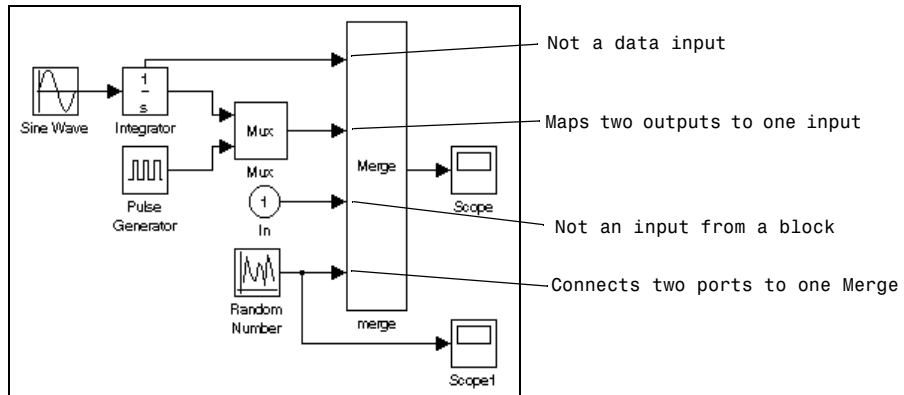 Not a data input
1
s
Sine Wave
Integrator
Maps two outputs to one input
Mux
Mux
Merge
Pulse
Generator
1
In
Scope
Not an input from a block
Connects two ports to one Merge
Random
Number
merge
Scope1